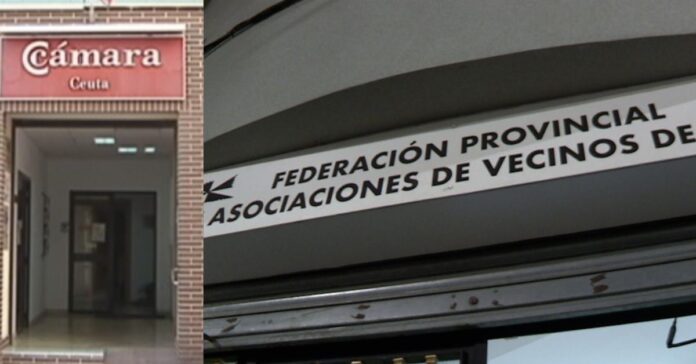 Cámara
Ceuta
FEDERACIÓN PROVINCIAL
ASOCIACIONES DE VECINOS DE